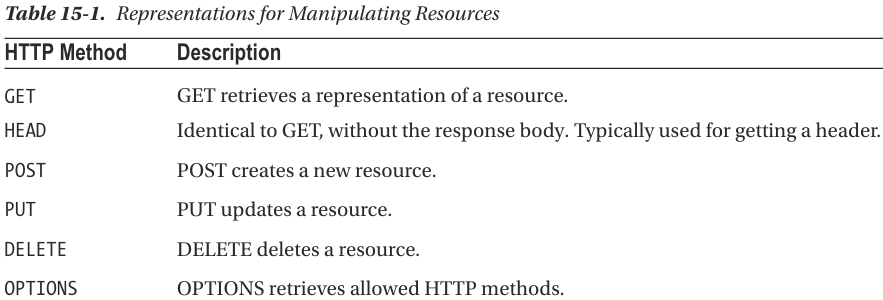 Table 15-1. Representations for Manipulating Resources
HTTP Method Description
GET GET retrieves a representation of a resource.
HEAD Identical to GET, without the response body. Typically used for getting a header.
POST POST creates a new resource.
PUT PUT updates a resource.
DELETE DELETE deletes a resource.
OPTIONS OPTIONS retrieves allowed HTTP methods.